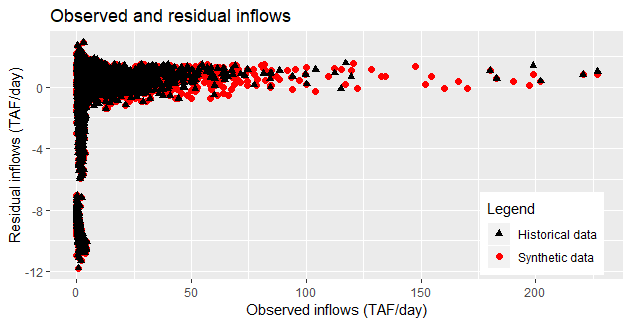 Observed and residual inflows
Residual inflows (TAF/day)
0
-4
-8
-12
0
50
100
150
200
Observed inflows (TAF/day)
Legend
Historical data
Synthetic data